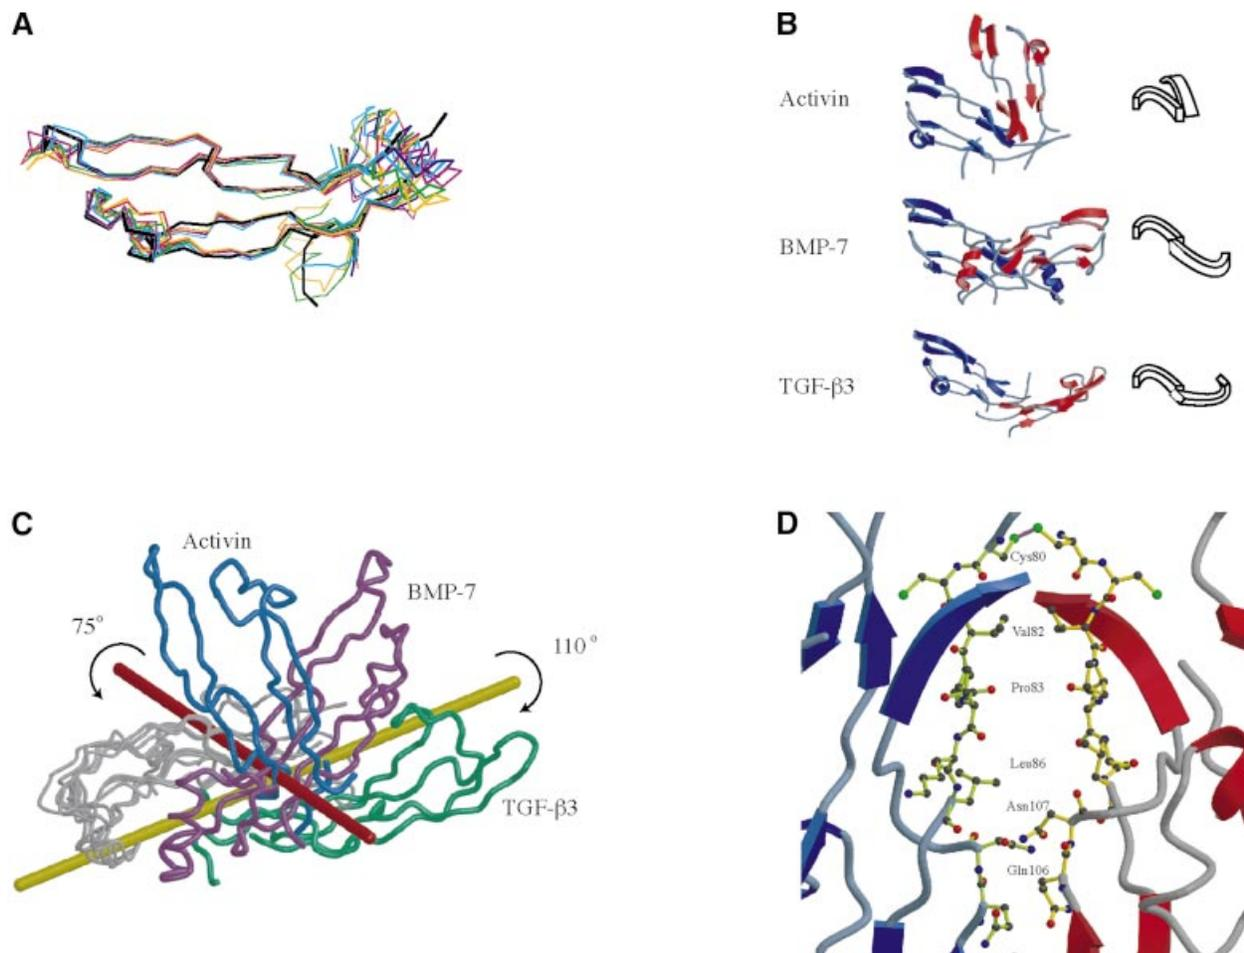 A
B
Activin
BMP-7
TGF-β3
C
Activin
BMP-7
75°
110°
TGF-β3
D
Cys80
Val82
Pro83
Leu86
Asn107
Gln106